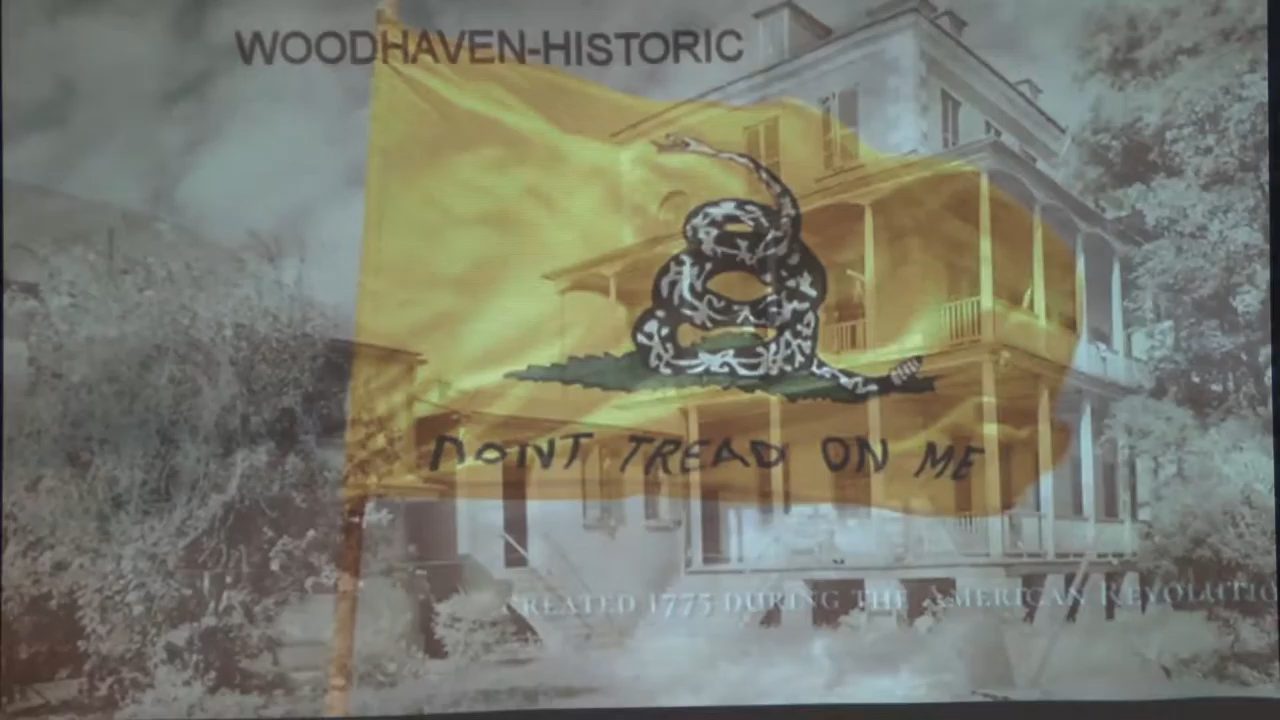 WOODHAVEN-HISTORIC
DONT TREAD ON ME
CREATED 1775 DURING THE AMERICAN REVOLUTIO